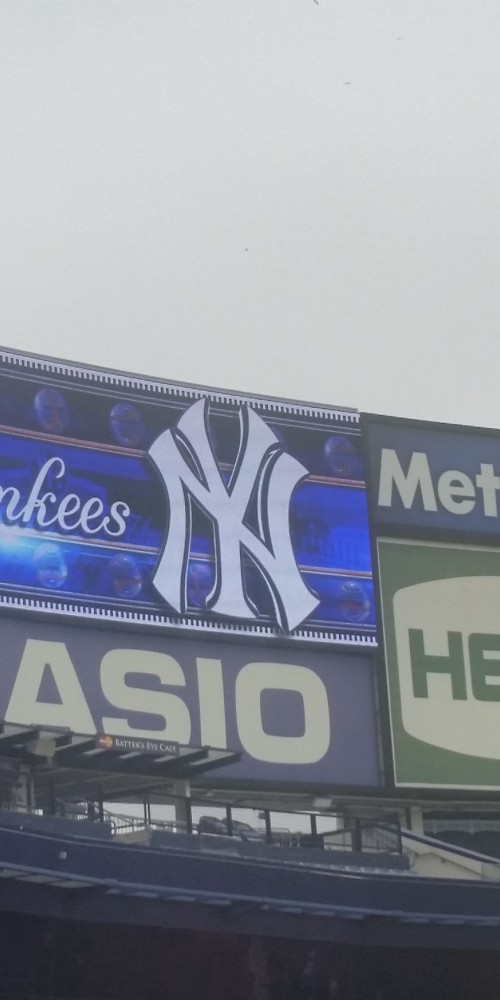 nkees
NY
Met
ASIO
HE
BATTER'S EYE CAFE